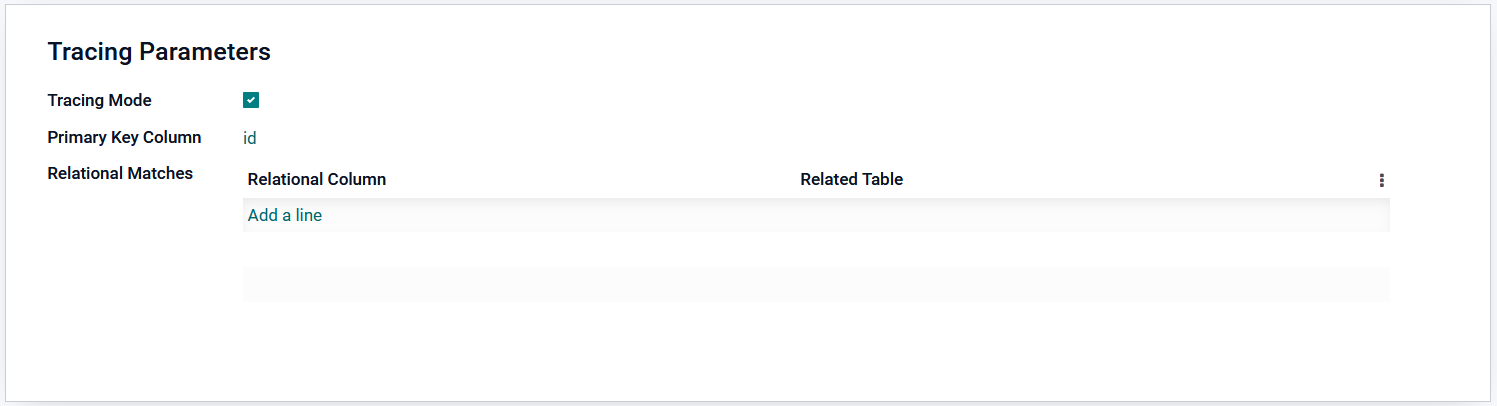 Tracing Parameters
Tracing Mode
Primary Key Column id
Relational Matches
Relational Column Related Table
Add a line